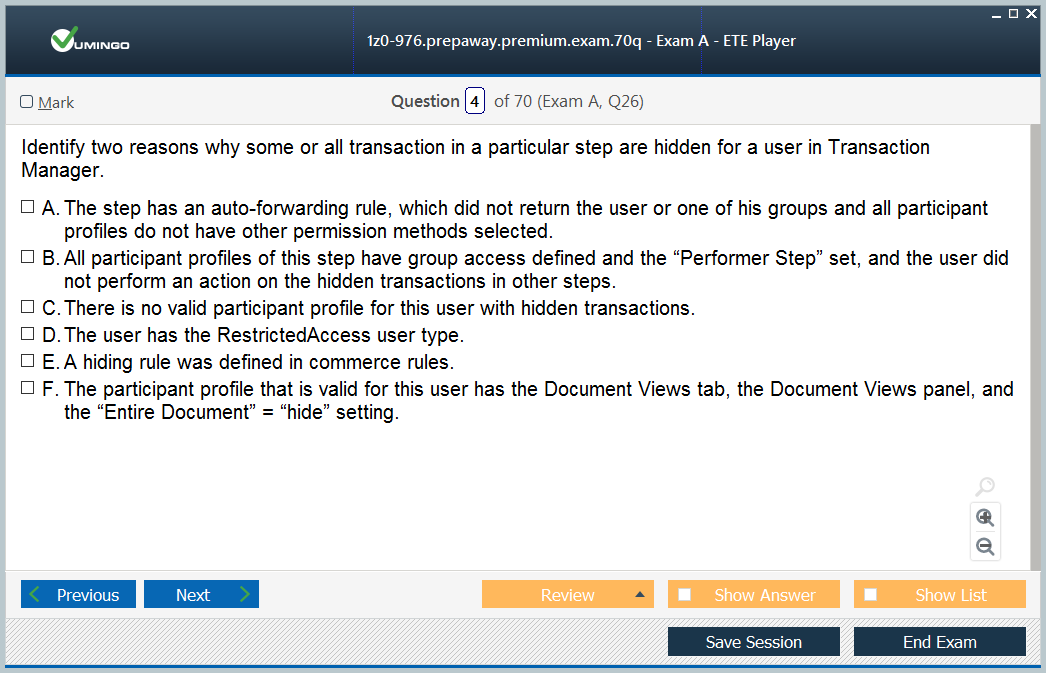 VUMINGO
1z0-976.prepaway.premium.exam.70q - Exam A - ETE Player
Mark
Question 4 of 70 (Exam A, Q26)
Identify two reasons why some or all transaction in a particular step are hidden for a user in Transaction
Manager.
A. The step has an auto-forwarding rule, which did not return the user or one of his groups and all participant
profiles do not have other permission methods selected.
B. All participant profiles of this step have group access defined and the “Performer Step” set, and the user did
not perform an action on the hidden transactions in other steps.
C. There is no valid participant profile for this user with hidden transactions.
D. The user has the RestrictedAccess user type.
E. A hiding rule was defined in commerce rules.
F. The participant profile that is valid for this user has the Document Views tab, the Document Views panel, and
the “Entire Document” = “hide” setting.
Previous
Next
Review
Show Answer
Show List
Save Session
End Exam